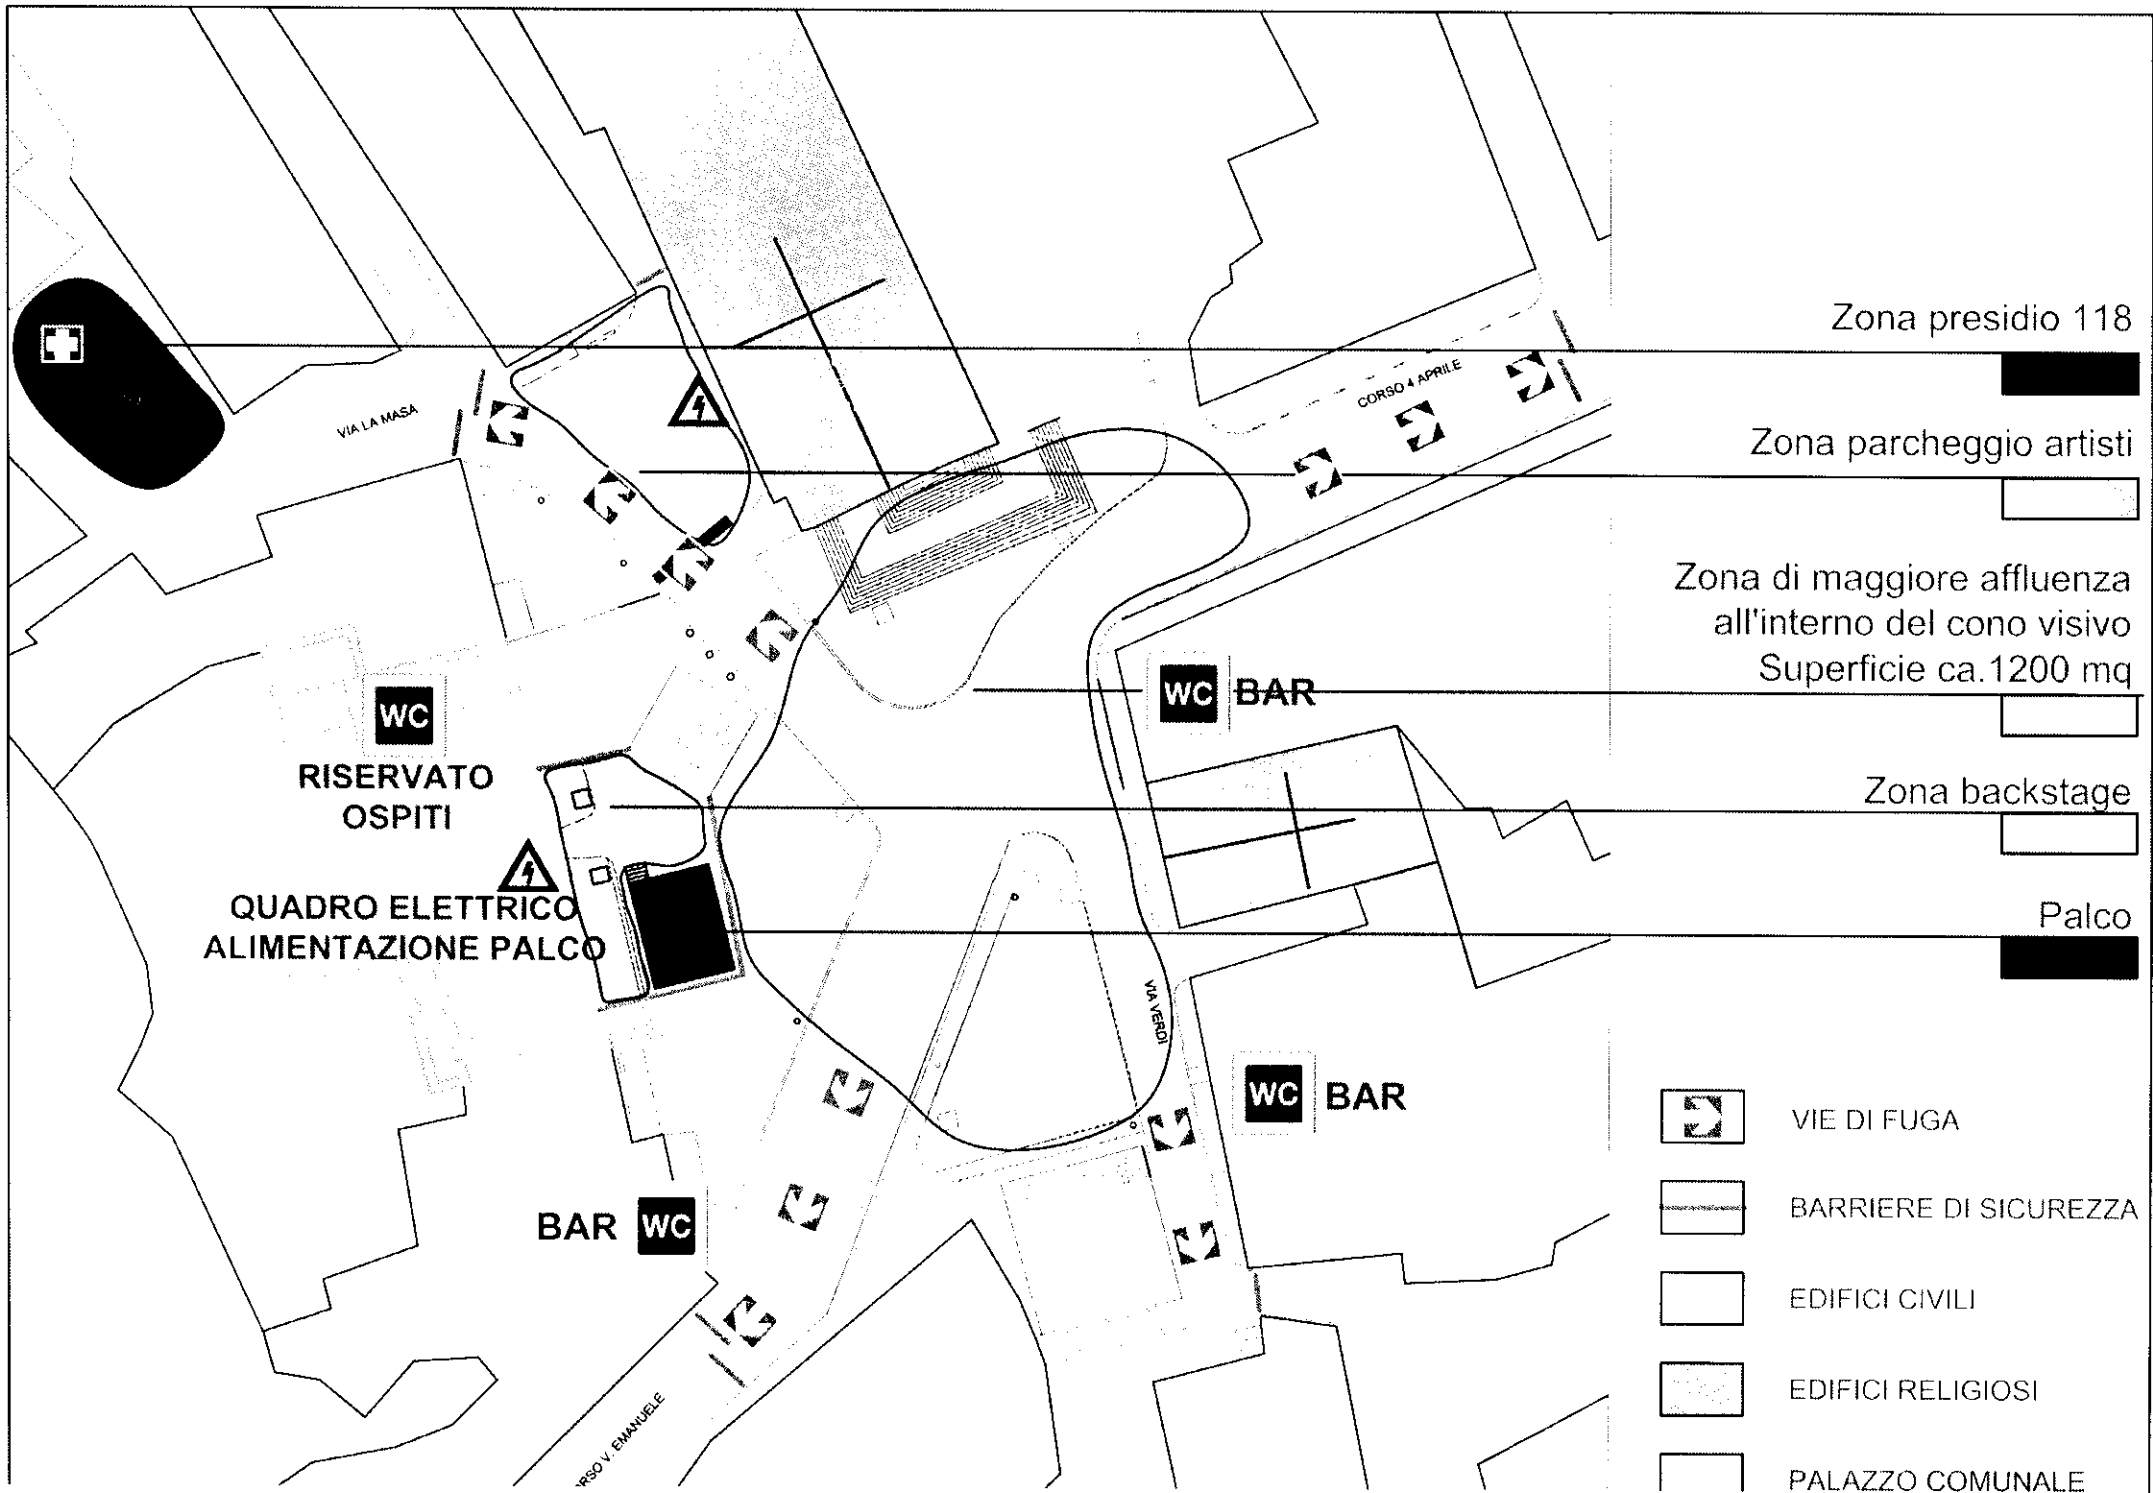 Zona presidio 118
VIA LA MASA
CORSO 4 APRILE
Zona parcheggio artisti
Zona di maggiore affluenza
all'interno del cono visivo
Superficie ca.1200 mq
WC BAR
WC
RISERVATO
OSPITI
Zona backstage
QUADRO ELETTRICO
ALIMENTAZIONE PALCO
Palco
VIA VERDI
WC BAR
VIE DI FUGA
BAR WC
BARRIERE DI SICUREZZA
EDIFICI CIVILI
EDIFICI RELIGIOSI
RSO V. EMANUELE
PALAZZO COMUNALE